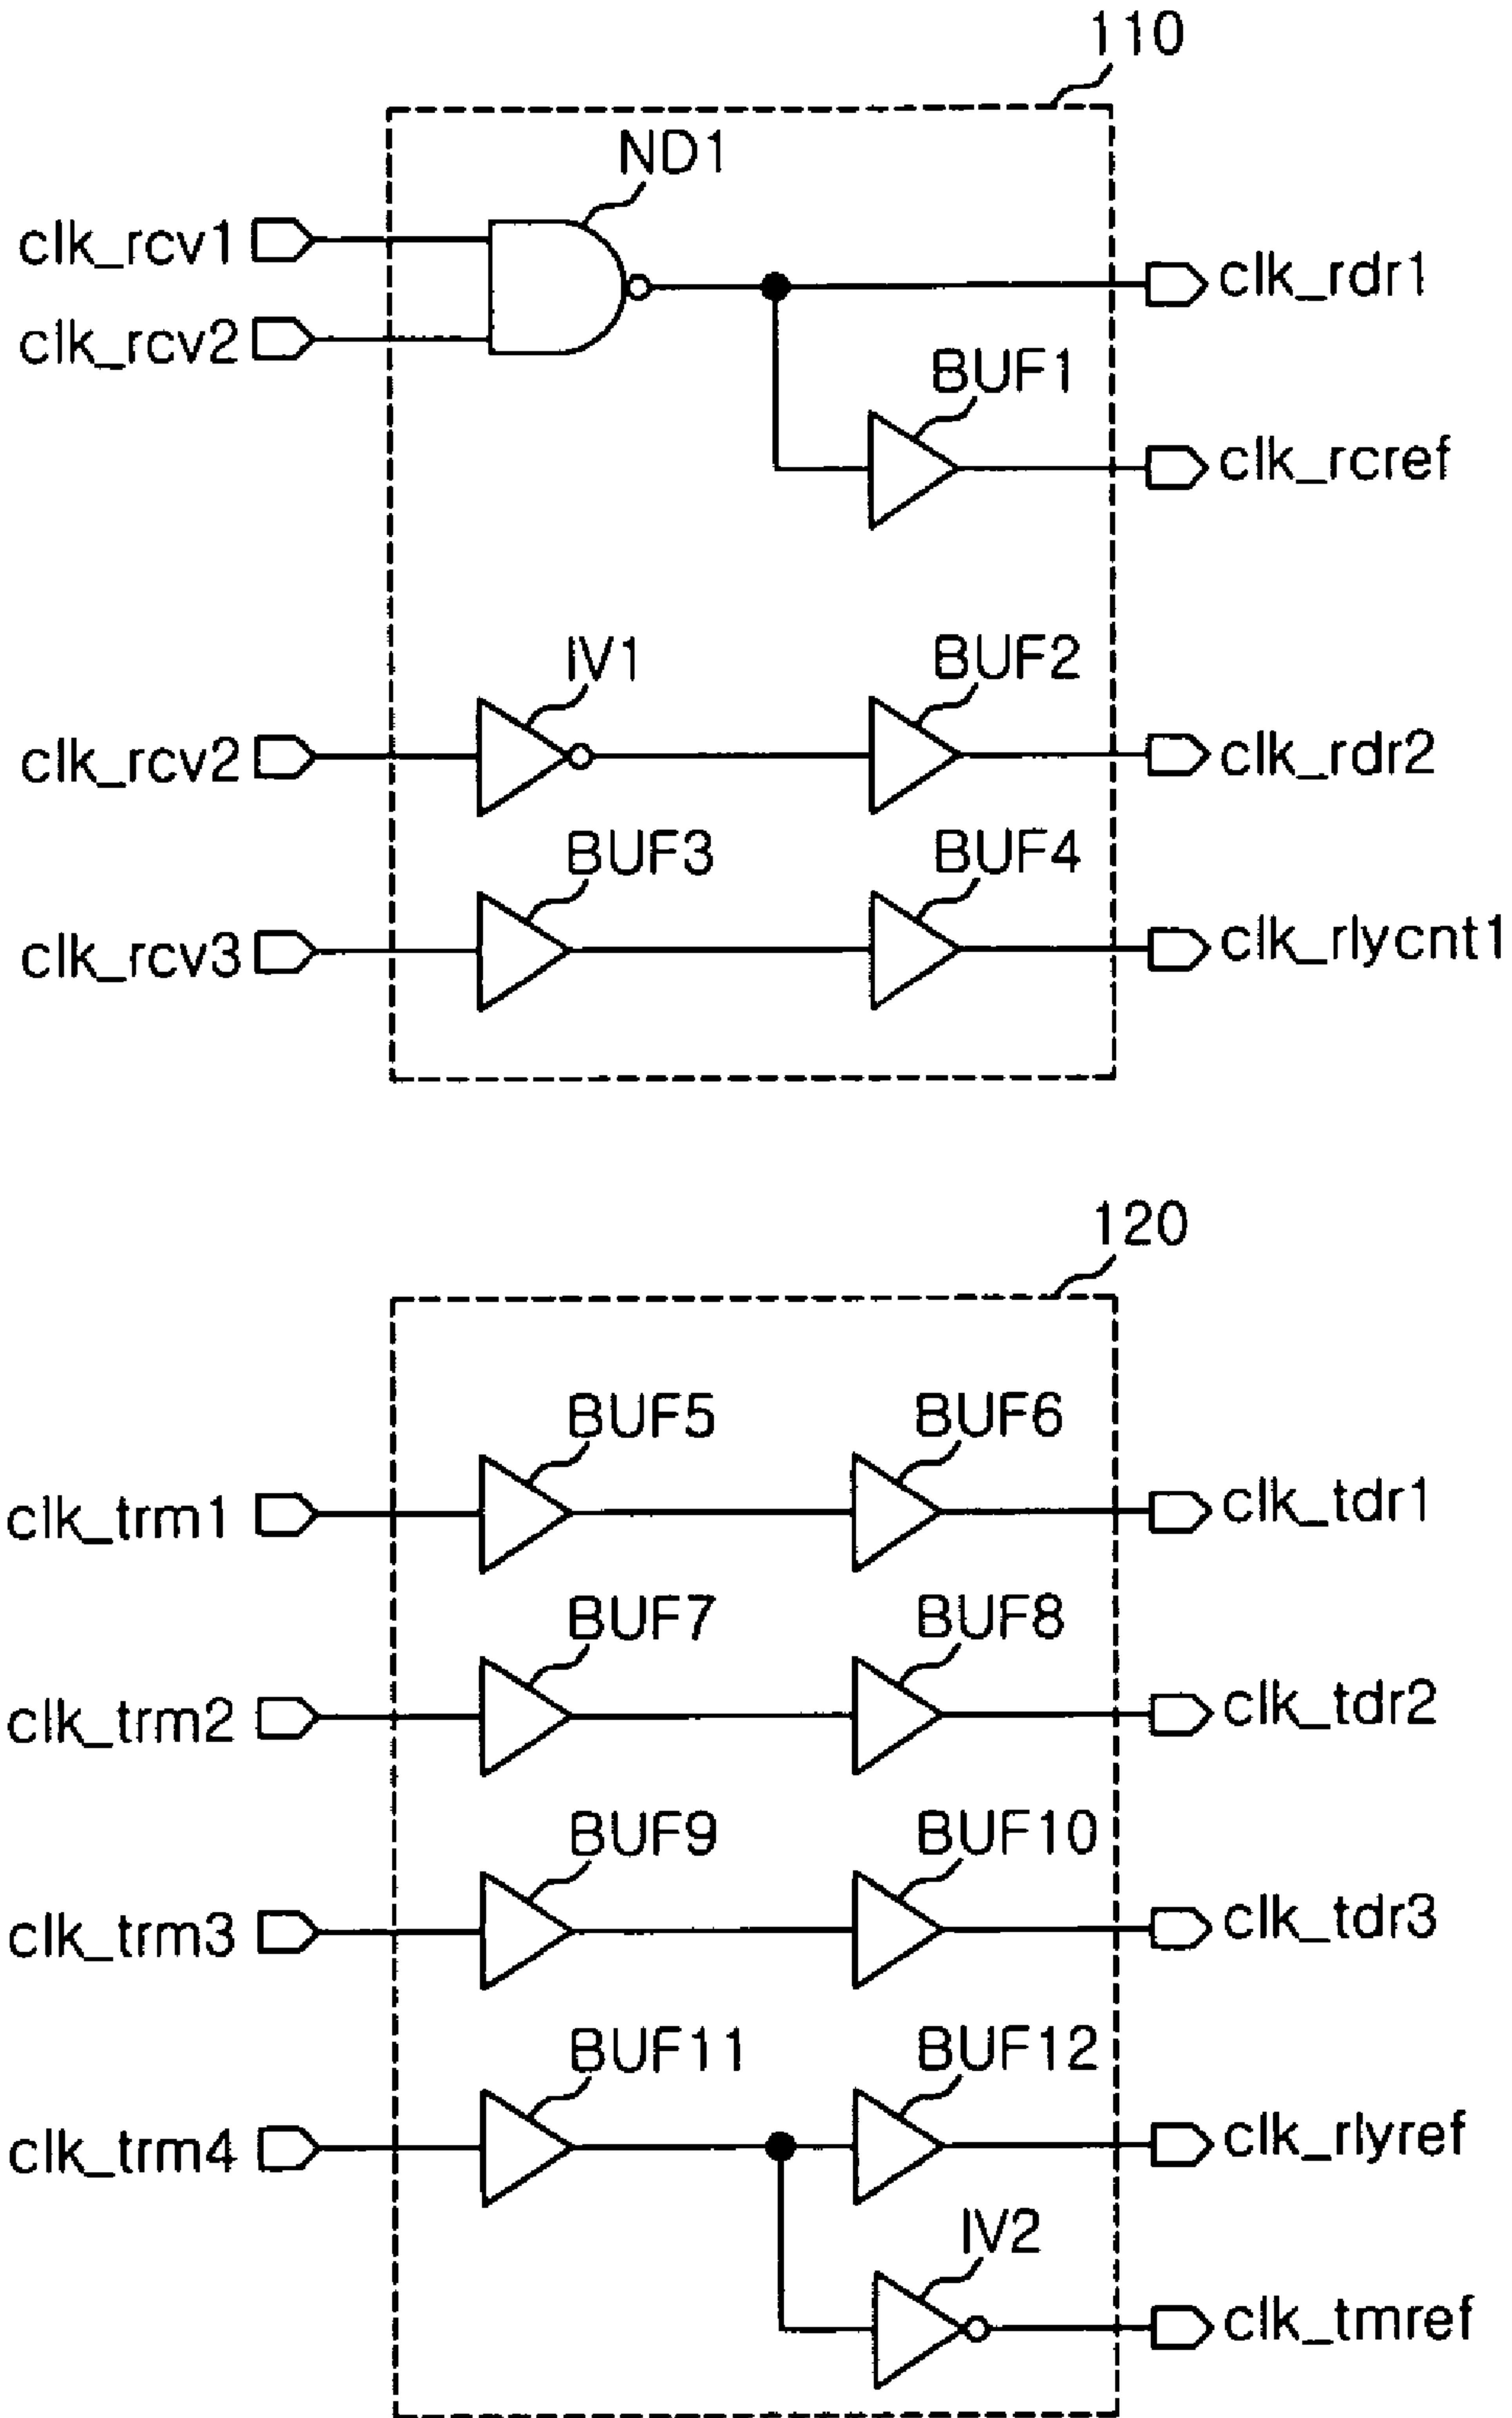 110
ND1
clk_rcv1
clk_rdr1
clk_rcv2
BUF1
clk_rcref
IV1
BUF2
clk_rcv2
clk_rdr2
BUF3
BUF4
clk_rcv3
clk_rlycnt1
120
BUF5
BUF6
clk_trm1
clk_tdr1
BUF7
BUF8
clk_trm2
clk_tdr2
BUF9
BUF10
clk_trm3
clk_tdr3
BUF11
BUF12
clk_trm4
clk_rlyref
IV2
clk_tmref